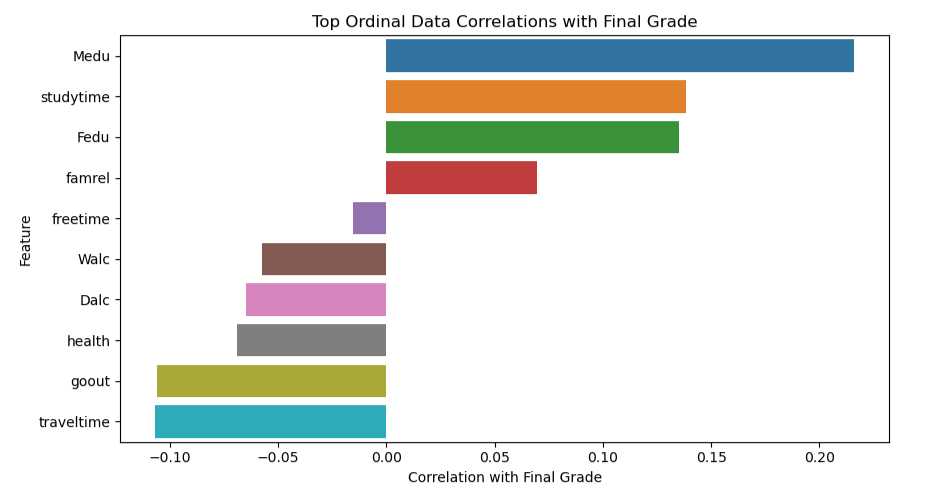 Top Ordinal Data Correlations with Final Grade
Feature
Medu
studytime
Fedu
famrel
freetime
Walc
Dalc
health
goout
traveltime
−0.10 −0.05 0.00 0.05 0.10 0.15 0.20
Correlation with Final Grade